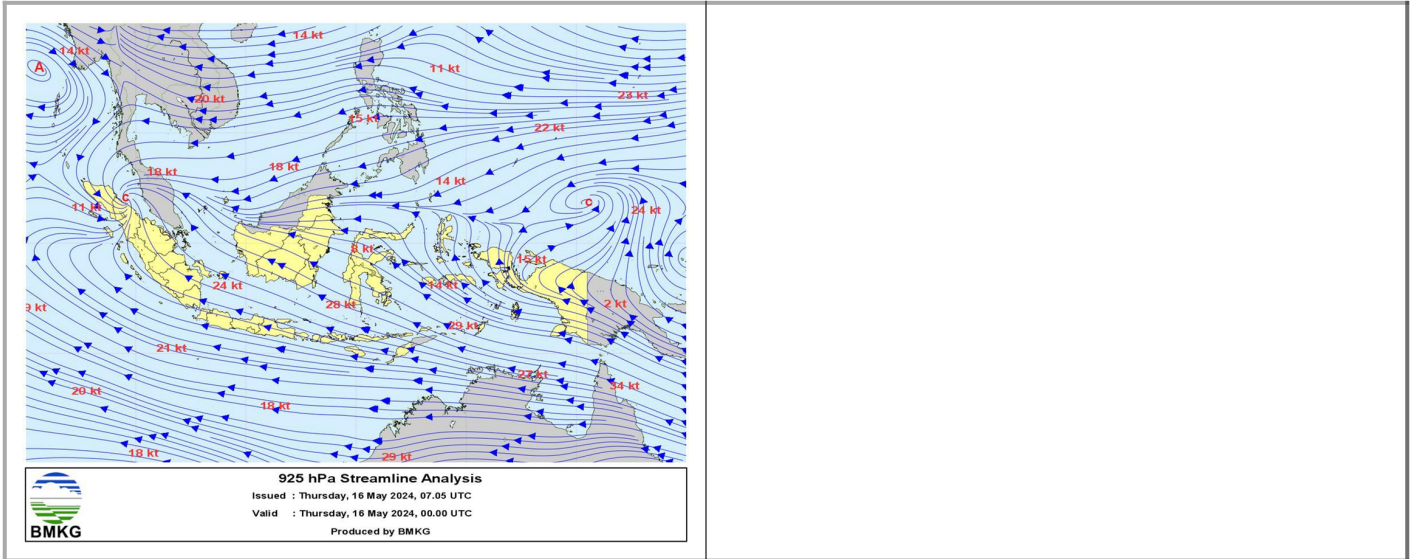 14 kt
14 kt
A
11 kt
20 kt
23 kt
15 kt
22 kt
18 kt
18 kt
14 kt
C
C
11 kt
24 kt
8 kt
15 kt
24 kt
14 kt
28 kt
2 kt
9 kt
29 kt
21 kt
27 kt
20 kt
34 kt
18 kt
18 kt
29 kt
925 hPa Streamline Analysis
Issued : Thursday, 16 May 2024, 07.05 UTC
Valid : Thursday, 16 May 2024, 00.00 UTC
Produced by BMKG
BMKG